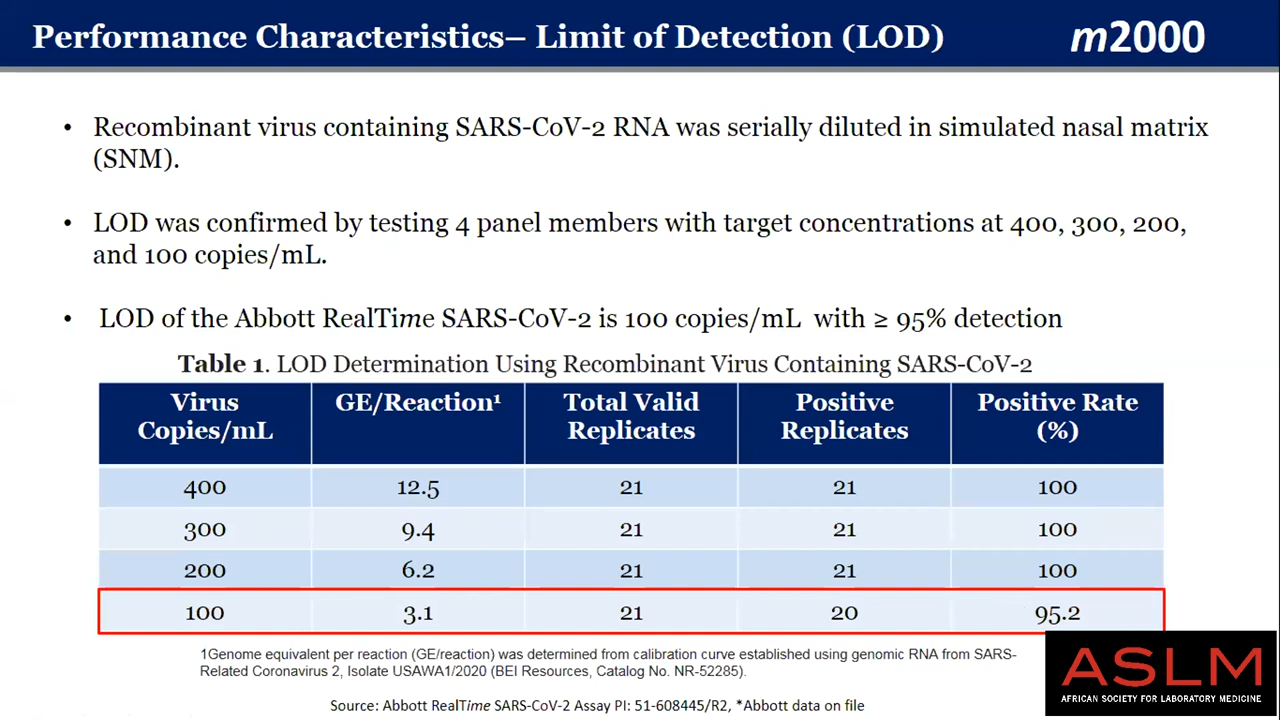 Performance Characteristics– Limit of Detection (LOD)
m2000
• Recombinant virus containing SARS-CoV-2 RNA was serially diluted in simulated nasal matrix
(SNM).
• LOD was confirmed by testing 4 panel members with target concentrations at 400, 300, 200,
and 100 copies/mL.
• LOD of the Abbott RealTime SARS-CoV-2 is 100 copies/mL with ≥ 95% detection
Table 1. LOD Determination Using Recombinant Virus Containing SARS-CoV-2
Virus Copies/mL GE/Reaction¹ Total Valid Replicates Positive Replicates Positive Rate (%)
400 12.5 21 21 100
300 9.4 21 21 100
200 6.2 21 21 100
100 3.1 21 20 95.2
1Genome equivalent per reaction (GE/reaction) was determined from calibration curve established using genomic RNA from SARS-
Related Coronavirus 2, Isolate USAWA1/2020 (BEI Resources, Catalog No. NR-52285).
Source: Abbott RealTime SARS-CoV-2 Assay PI: 51-608445/R2, *Abbott data on file
ASLM
AFRICAN SOCIETY FOR LABORATORY MEDICINE